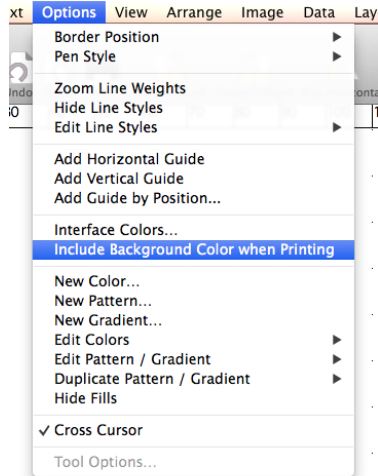 xt Options View Arrange Image Data Lay
Border Position
Pen Style
Zoom Line Weights
Hide Line Styles
Edit Line Styles
Add Horizontal Guide
Add Vertical Guide
Add Guide by Position...
Interface Colors...
Include Background Color when Printing
New Color...
New Pattern...
New Gradient...
Edit Colors
Edit Pattern / Gradient
Duplicate Pattern / Gradient
Hide Fills
✓ Cross Cursor
Tool Options...